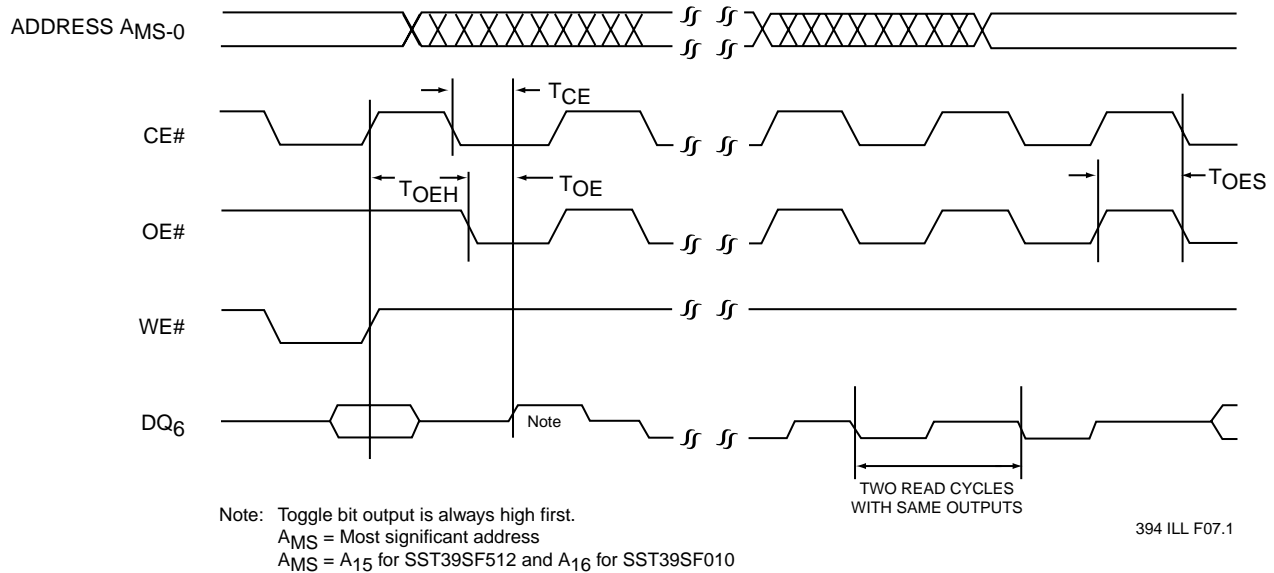 ADDRESS AMS-0
TCE
CE#
TOEH
TOE
TOES
OE#
WE#
DQ6
Note
TWO READ CYCLES
WITH SAME OUTPUTS
Note: Toggle bit output is always high first.
AMS = Most significant address
AMS = A15 for SST39SF512 and A16 for SST39SF010
394 ILL F07.1